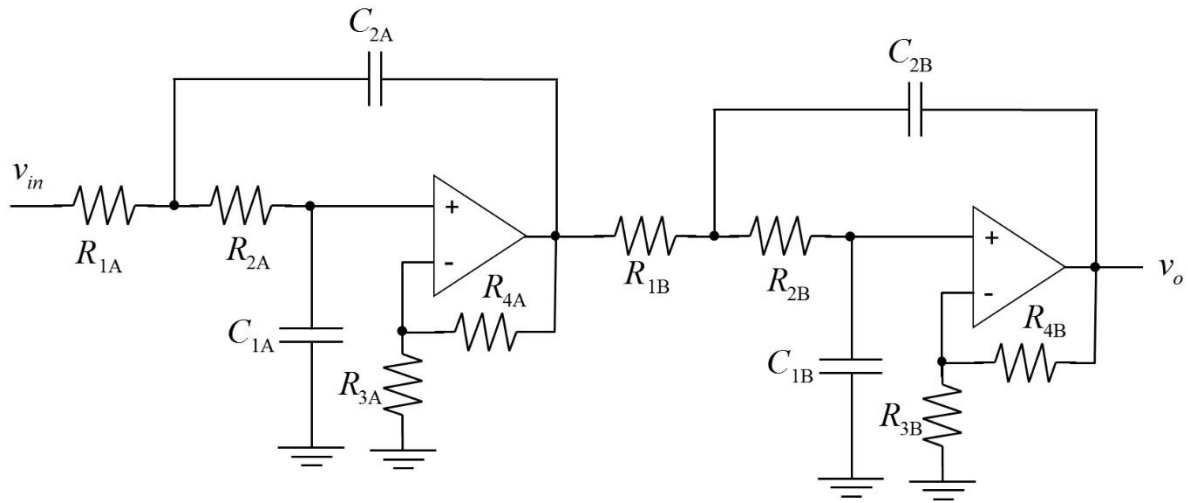 C2A
C2B
vin
+
R1A
R2A
-
R4A
C1A
R3A
R1B
R2B
+
-
R4B
vo
C1B
R3B